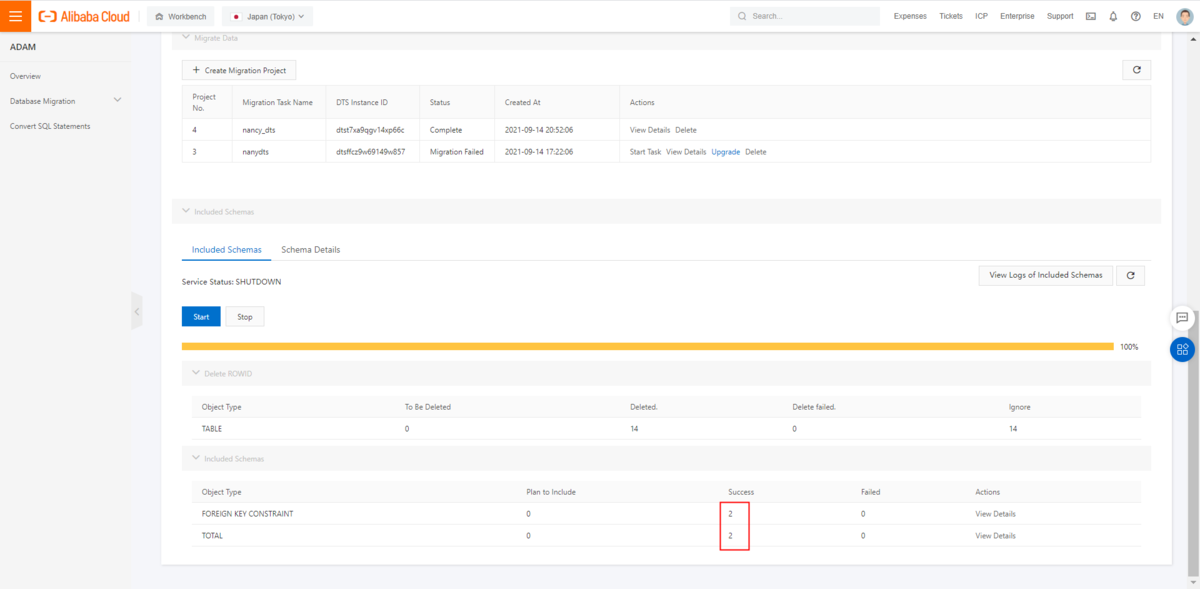 Alibaba Cloud Workbench Japan (Tokyo) Search... Expenses Tickets ICP Enterprise Support EN
ADAM
Overview
Database Migration
Convert SQL Statements
Migrate Data
+ Create Migration Project
Project No. Migration Task Name DTS Instance ID Status Created At Actions
4 nancy_dts dtst7xa9qgv14xp66c Complete 2021-09-14 20:52:06 View Details Delete
3 nanydts dtsffcz9w69149w857 Migration Failed 2021-09-14 17:22:06 Start Task View Details Upgrade Delete
Included Schemas
Included Schemas Schema Details
Service Status: SHUTDOWN View Logs of Included Schemas
Start Stop
100%
Delete ROWID
Object Type To Be Deleted Deleted. Delete failed. Ignore
TABLE 0 14 0 14
Included Schemas
Object Type Plan to Include Success Failed Actions
FOREIGN KEY CONSTRAINT 0 2 0 View Details
TOTAL 0 2 0 View Details